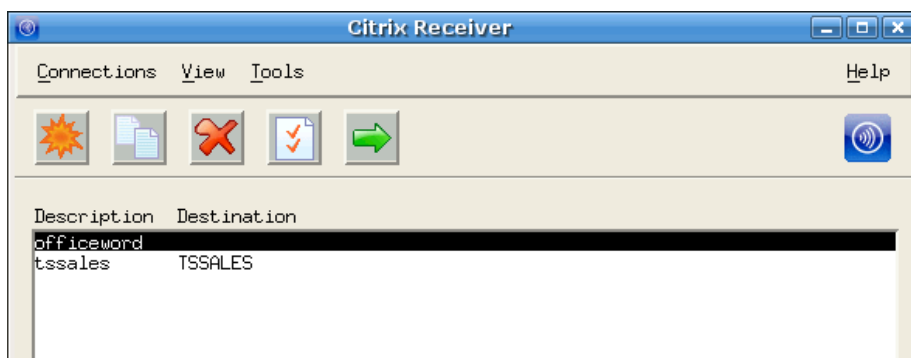 Citrix Receiver
Connections View Tools Help
Description Destination
officeword
tssales TSSALES